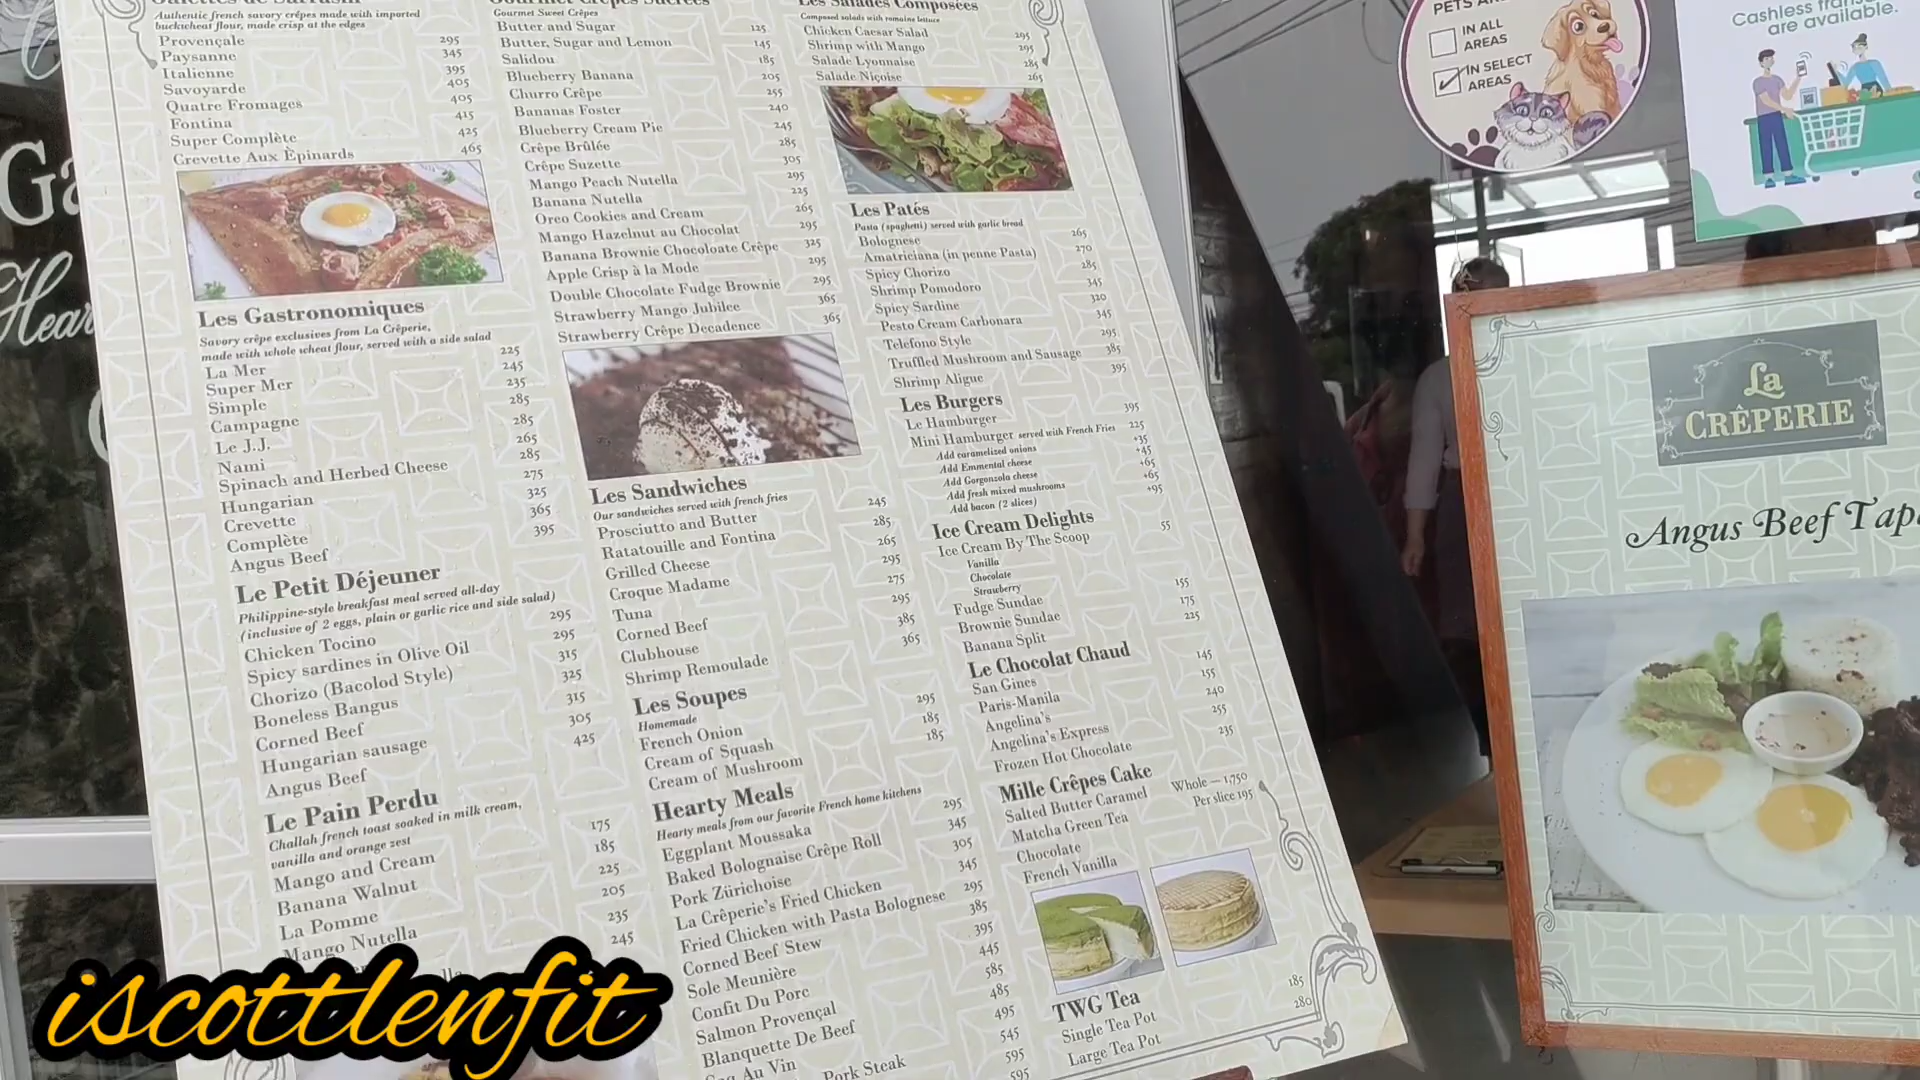 Authentic french savory crêpes made with imported
buckwheat flour, made crisp at the edges
Provençale 295
Paysanne 345
Italienne 395
Savoyarde 405
Quatre Fromages 405
Fontina 415
Super Complète 425
Crevette Aux Èpinards 465
Les Gastronomiques
Savory crêpe exclusives from La Crêperie,
made with whole wheat flour, served with a side salad
La Mer 225
Super Mer 245
Simple 235
Campagne 285
Le J.J. 285
Nami 265
Spinach and Herbed Cheese 285
Hungarian 275
Crevette 325
Complète 365
Angus Beef 395
Le Petit Déjeuner
Philippine-style breakfast meal served all-day
(inclusive of 2 eggs, plain or garlic rice and side salad)
Chicken Tocino 295
Spicy sardines in Olive Oil 295
Chorizo (Bacolod Style) 315
Boneless Bangus 325
Corned Beef 315
Hungarian sausage 305
Angus Beef 425
Le Pain Perdu
Challah french toast soaked in milk cream,
vanilla and orange zest
Mango and Cream 175
Banana Walnut 185
La Pomme 225
Mango Nutella 205
235
245
Gourmet Crêpes Sucrées
Gourmet Sweet Crêpes
Butter and Sugar 125
Butter, Sugar and Lemon 145
Salidou 185
Blueberry Banana 205
Churro Crêpe 255
Bananas Foster 240
Blueberry Cream Pie 245
Crêpe Brûlée 285
Crêpe Suzette 305
Mango Peach Nutella 295
Banana Nutella 225
Oreo Cookies and Cream 265
Mango Hazelnut au Chocolat 295
Banana Brownie Chocoloate Crêpe 325
Apple Crisp à la Mode 295
Double Chocolate Fudge Brownie 295
Strawberry Mango Jubilee 365
Strawberry Crêpe Decadence 365
Les Sandwiches
Our sandwiches served with french fries
Prosciutto and Butter 245
Ratatouille and Fontina 285
Grilled Cheese 265
Croque Madame 295
Tuna 275
Corned Beef 295
Clubhouse 385
Shrimp Remoulade 365
Les Soupes
Homemade
French Onion 295
Cream of Squash 185
Cream of Mushroom 185
Hearty Meals
Hearty meals from our favorite French home kitchens
Eggplant Moussaka 295
Baked Bolognaise Crêpe Roll 345
Pork Zürichoise 305
La Crêperie's Fried Chicken 345
Fried Chicken with Pasta Bolognese 295
Corned Beef Stew 385
Sole Meunière 395
Confit Du Porc 445
Salmon Provençal 585
Blanquette De Beef 485
Coq Au Vin 495
Pork Steak 545
595
595
Les Salades Composées
Composed salads with romaine lettuce
Chicken Caesar Salad 295
Shrimp with Mango 295
Salade Lyonnaise 285
Salade Niçoise 265
Les Patés
Pasta (spaghetti) served with garlic bread
Bolognese 265
Amatriciana (in penne Pasta) 270
Spicy Chorizo 285
Shrimp Pomodoro 345
Spicy Sardine 320
Pesto Cream Carbonara 345
Telefono Style 295
Truffled Mushroom and Sausage 385
Shrimp Aligue 395
Les Burgers
Le Hamburger 395
Mini Hamburger served with French Fries 225
Add caramelized onions +35
Add Emmental cheese +45
Add Gorgonzola cheese +65
Add fresh mixed mushrooms +65
Add bacon (2 slices) +95
Ice Cream Delights
Ice Cream By The Scoop 55
Vanilla
Chocolate
Strawberry
Fudge Sundae 155
Brownie Sundae 175
Banana Split 225
Le Chocolat Chaud
San Gines 145
Paris-Manila 155
Angelina's 240
Angelina's Express 255
Frozen Hot Chocolate 235
Mille Crêpes Cake
Salted Butter Caramel Whole — 1,750
Matcha Green Tea Per slice 195
Chocolate
French Vanilla
TWG Tea
Single Tea Pot 185
Large Tea Pot 280
IN ALL
AREAS
IN SELECT
AREAS
Cashless
are available.
La
CRÊPERIE
Angus Beef
iscottlenfit